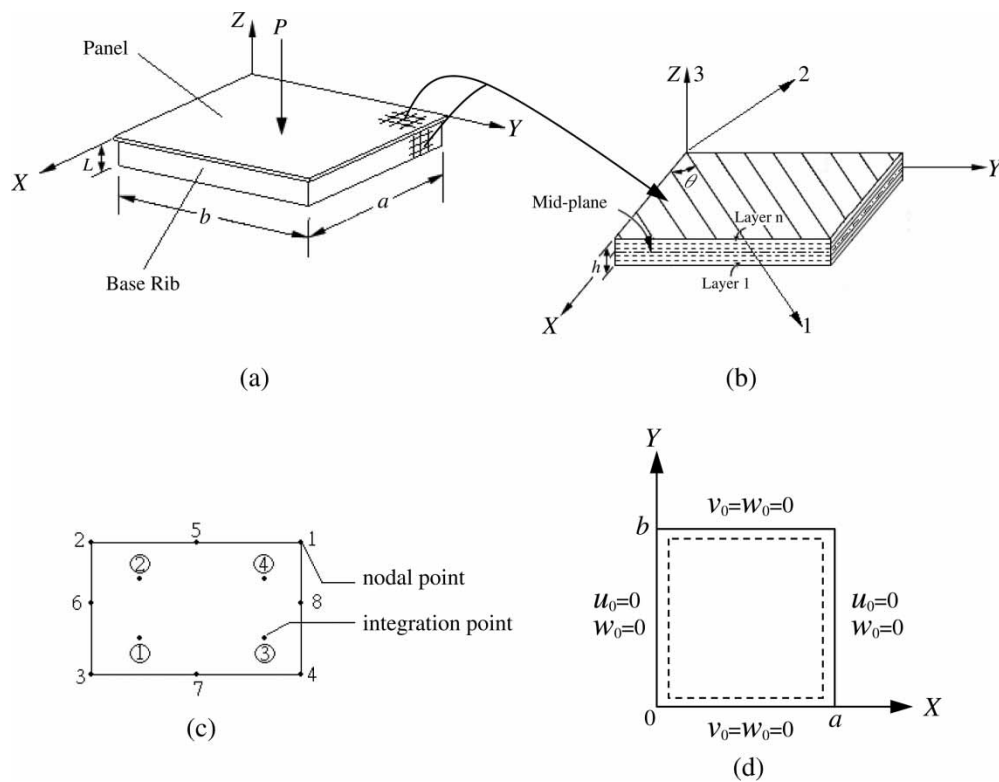 Z
P
Panel
Y
X
L
b
a
Base Rib
(a)
Z
3
2
Y
θ
Mid-plane
Layer n
h
Layer 1
X
1
(b)
2
5
1
②
④
nodal point
6
8
integration point
①
③
3
7
4
(c)
Y
v₀=w₀=0
b
u₀=0
w₀=0
u₀=0
w₀=0
0
v₀=w₀=0
a
X
(d)